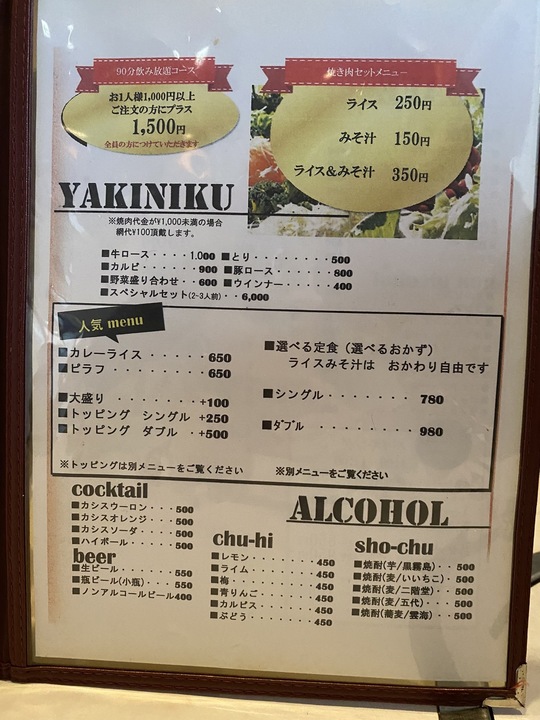 90分飲み放題コース
お1人様1,000円以上
ご注文の方にプラス
1,500円
全員の方につけていただきます
焼き肉セットメニュー
ライス 250円
みそ汁 150円
ライス&みそ汁 350円
YAKINIKU
※焼肉代金が¥1,000未満の場合
網代¥100頂戴します。
■牛ロース・・・・・1.000 ■とり・・・・・・・・500
■カルビ・・・・・・900 ■豚ロース・・・・・・800
■野菜盛り合わせ・・600 ■ウインナー・・・・・400
■スペシャルセット(2~3人前)・・6,000
人気 menu
■カレーライス ・・・・・・650
■ピラフ ・・・・・・・・・650
■大盛り ・・・・・・・・・+100
■トッピング シングル +250
■トッピング ダブル ・+500
※トッピングは別メニューをご覧ください
■選べる定食(選べるおかず)
ライスみそ汁は おかわり自由です
■シングル・・・・・・・・ 780
■ダブル ・・・・・・・・ 980
※別メニューをご覧ください
cocktail
■カシスウーロン・・・500
■カシスオレンジ・・・500
■カシスソーダ・・・・500
■ハイボール・・・・・500
beer
■生ビール・・・・・・550
■瓶ビール(小瓶)・・・550
■ノンアルコールビール400
ALCOHOL
chu-hi
■レモン・・・・・・・450
■ライム・・・・・・・450
■梅・・・・・・・・・450
■青りんご・・・・・・450
■カルピス・・・・・・450
■ぶどう・・・・・・・450
sho-chu
■焼酎(芋/黒霧島)・・500
■焼酎(麦/いいちこ)・500
■焼酎(麦/二階堂)・・500
■焼酎(麦/五代)・・・500
■焼酎(蕎麦/雲海)・・500